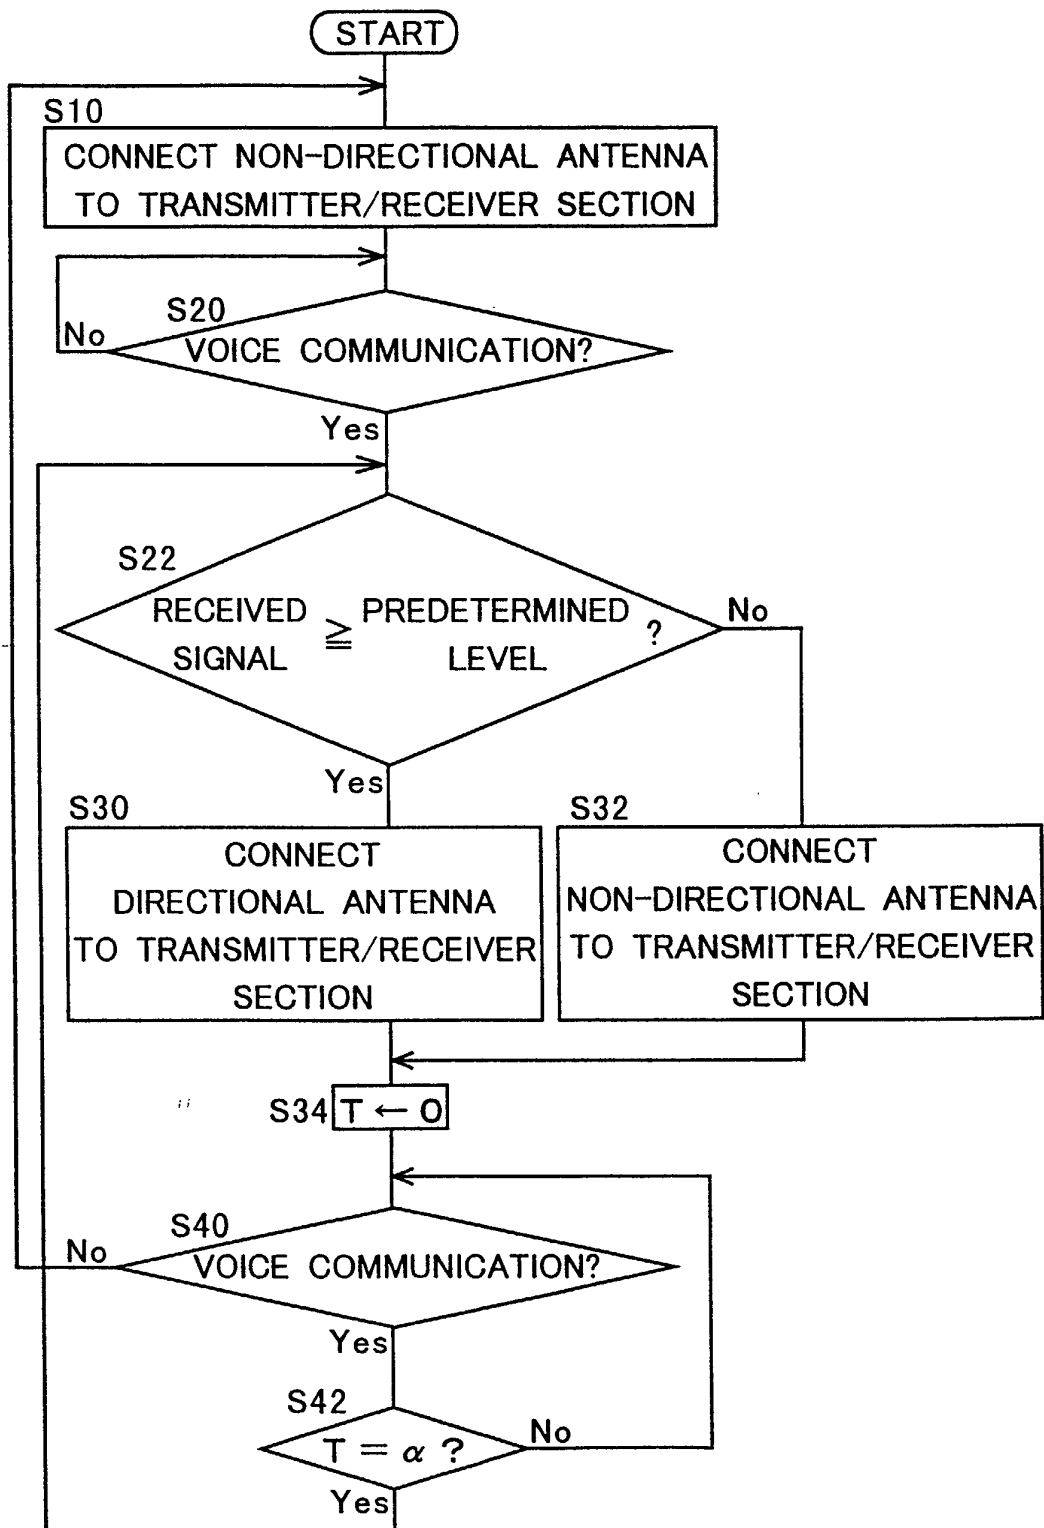 START
S10
CONNECT NON-DIRECTIONAL ANTENNA
TO TRANSMITTER/RECEIVER SECTION
S20
No
VOICE COMMUNICATION?
Yes
S22
RECEIVED
SIGNAL
≧
PREDETERMINED
LEVEL
?
No
Yes
S30
CONNECT
DIRECTIONAL ANTENNA
TO TRANSMITTER/RECEIVER
SECTION
S32
CONNECT
NON-DIRECTIONAL ANTENNA
TO TRANSMITTER/RECEIVER
SECTION
S34
T ← 0
S40
No
VOICE COMMUNICATION?
Yes
S42
T = α ?
No
Yes